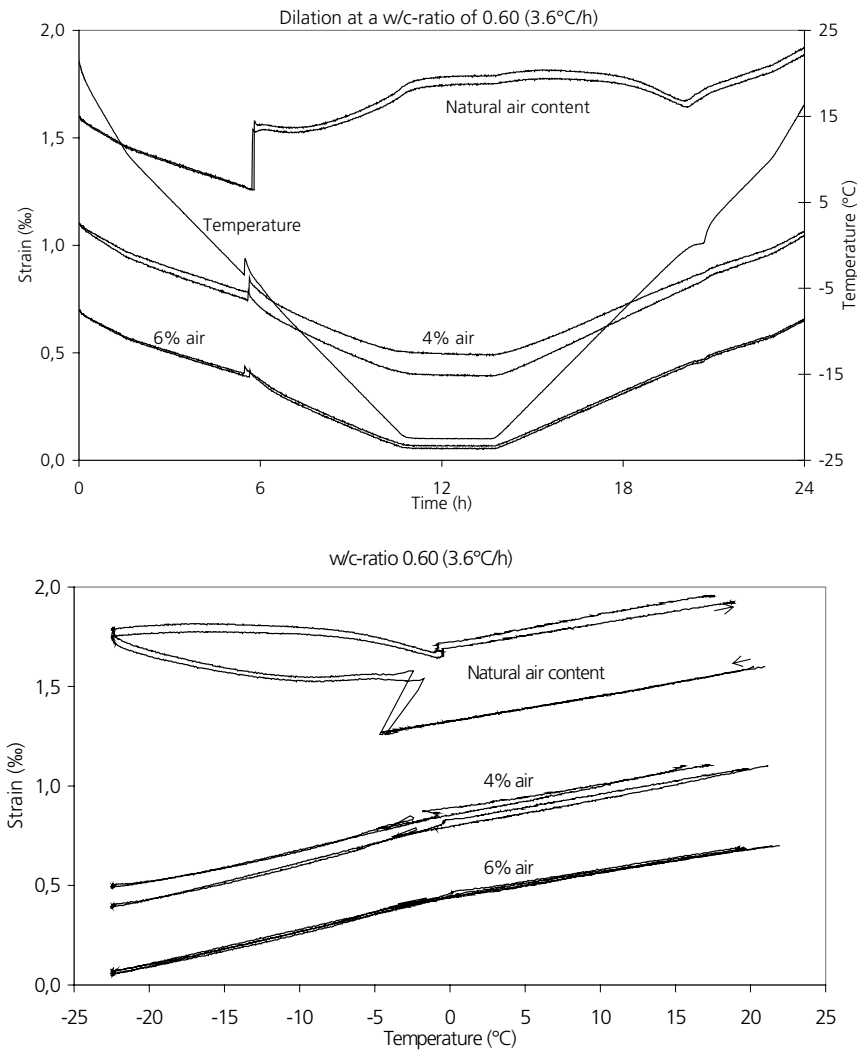 Dilation at a w/c-ratio of 0.60 (3.6°C/h)
2,0
1,5
1,0
0,5
0,0
Strain (‰)
25
15
5
-5
-15
-25
Temperature (°C)
Natural air content
Temperature
6% air
4% air
0
6
12
18
24
Time (h)
w/c-ratio 0.60 (3.6°C/h)
2,0
1,5
1,0
0,5
0,0
Strain (‰)
Natural air content
4% air
6% air
-25
-20
-15
-10
-5
0
5
10
15
20
25
Temperature (°C)